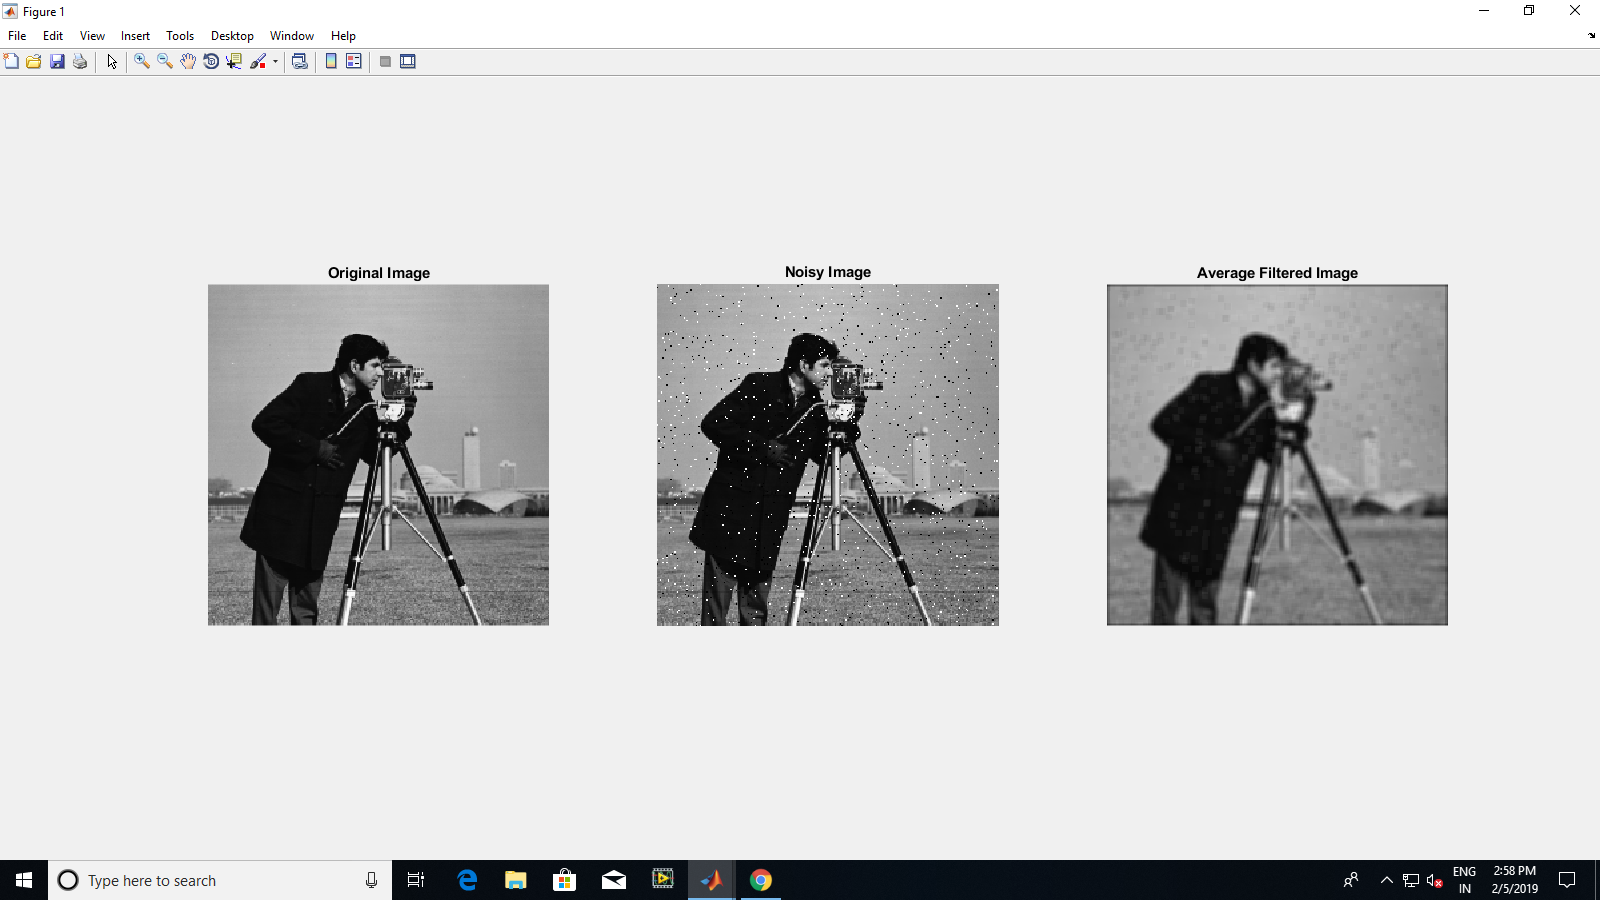 Figure 1
File Edit View Insert Tools Desktop Window Help
Original Image
Noisy Image
Average Filtered Image
Type here to search
ENG
IN
2:58 PM
2/5/2019